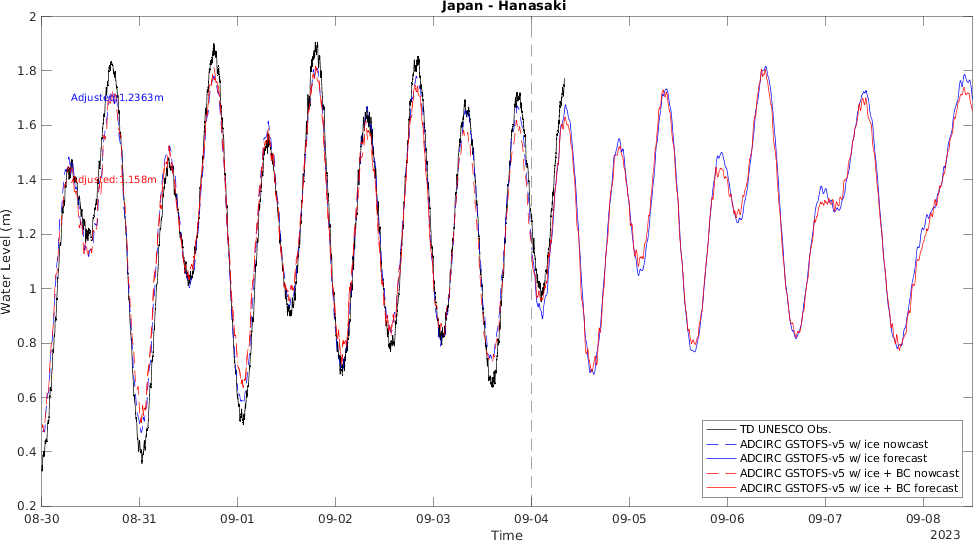 Japan - Hanasaki
2
1.8
1.6
1.4
1.2
1
0.8
0.6
0.4
0.2
Water Level (m)
Adjusted:1.2363m
Adjusted:1.158m
TD UNESCO Obs.
ADCIRC GSTOFS-v5 w/ ice nowcast
ADCIRC GSTOFS-v5 w/ ice forecast
ADCIRC GSTOFS-v5 w/ ice + BC nowcast
ADCIRC GSTOFS-v5 w/ ice + BC forecast
08-30 08-31 09-01 09-02 09-03 09-04 09-05 09-06 09-07 09-08
Time
2023